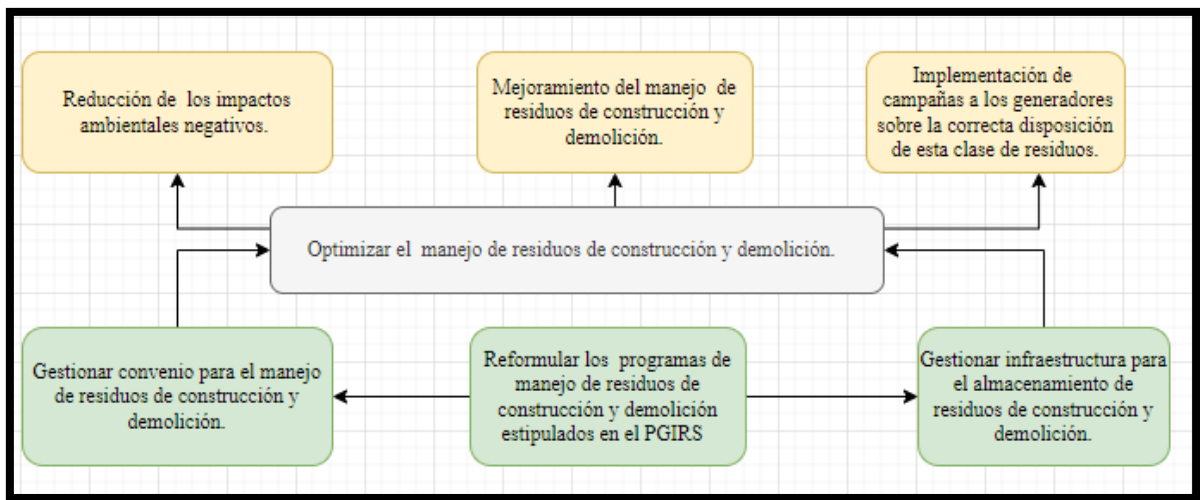 Reducción de los impactos
ambientales negativos.
Mejoramiento del manejo de
residuos de construcción y
demolición.
Implementación de
campañas a los generadores
sobre la correcta disposición
de esta clase de residuos.
Optimizar el manejo de residuos de construcción y demolición.
Gestionar convenio para el manejo
de residuos de construcción y
demolición.
Reformular los programas de
manejo de residuos de
construcción y demolición
estipulados en el PGIRS
Gestionar infraestructura para
el almacenamiento de
residuos de construcción y
demolición.